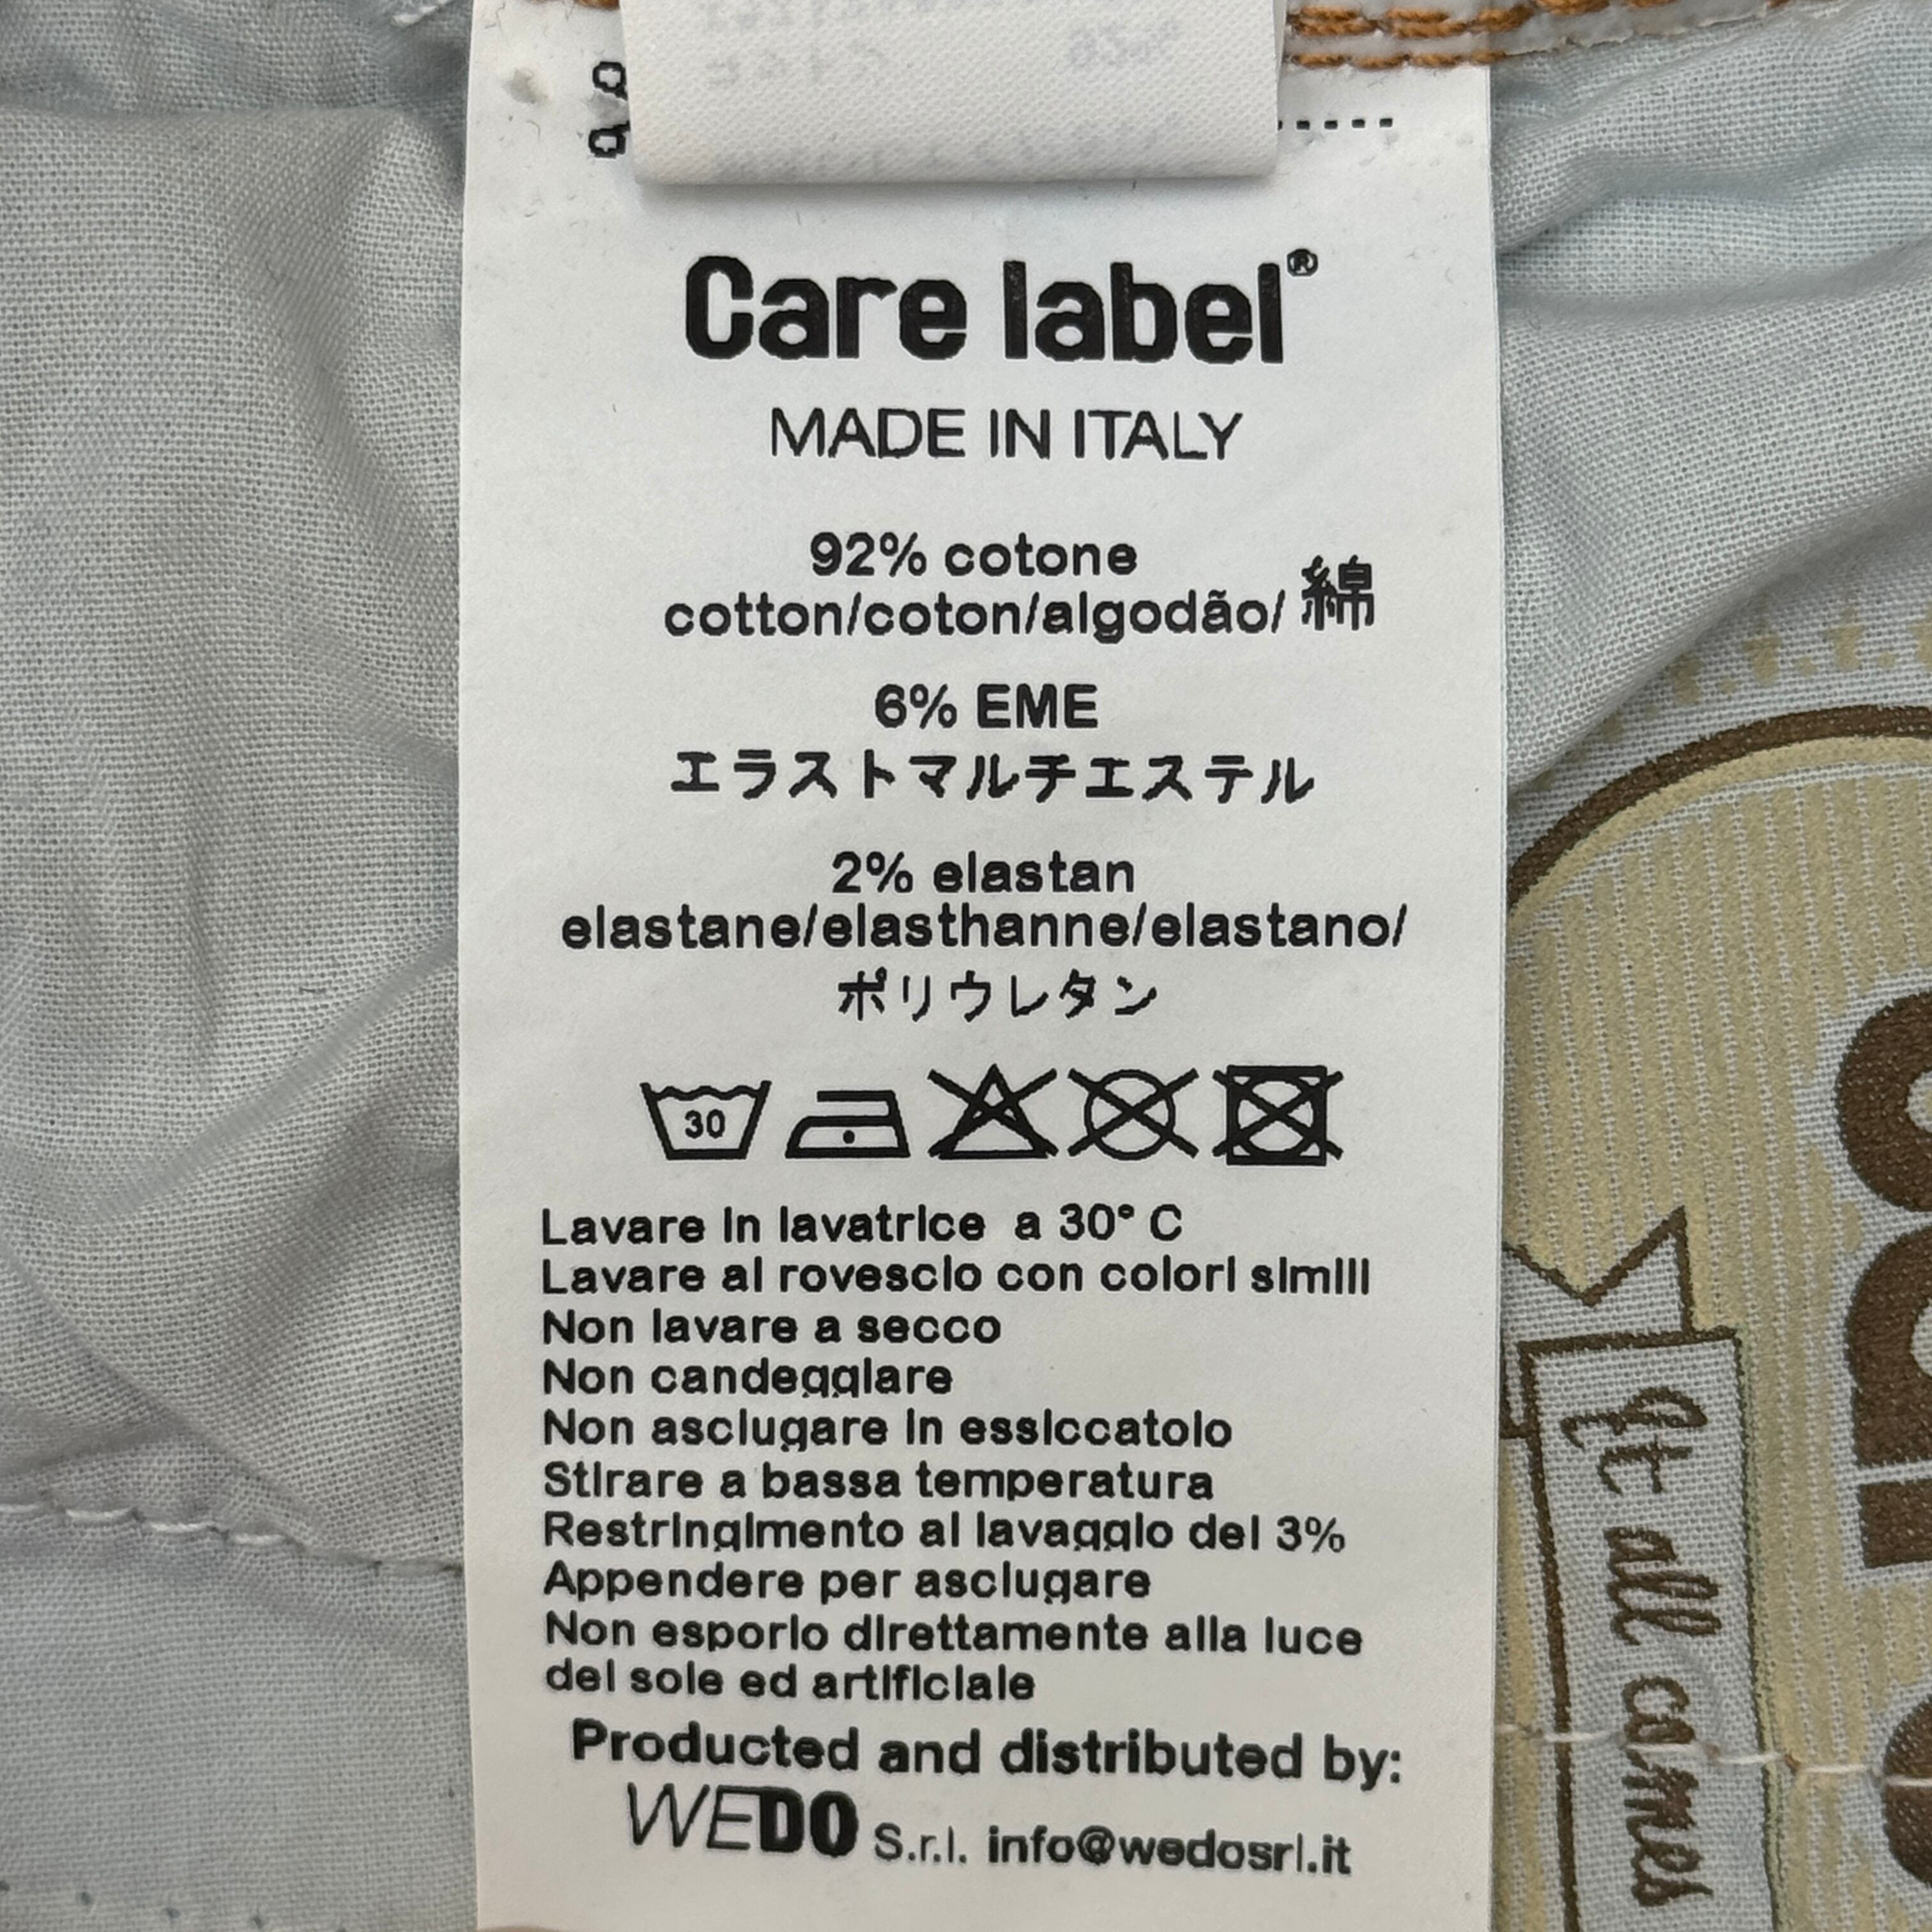 Care label®
MADE IN ITALY
92% cotone
cotton/coton/algodão/ 綿
6% EME
エラストマルチエステル
2% elastan
elastane/elasthanne/elastano/
ポリウレタン
30
Lavare in lavatrice a 30° C
Lavare al rovescio con colori simili
Non lavare a secco
Non candeggiare
Non asciugare in essiccatoio
Stirare a bassa temperatura
Restringimento al lavaggio del 3%
Appendere per asciugare
Non esporlo direttamente alla luce
del sole ed artificiale
Producted and distributed by:
WEDO S.r.l. info@wedosrl.it
all comes